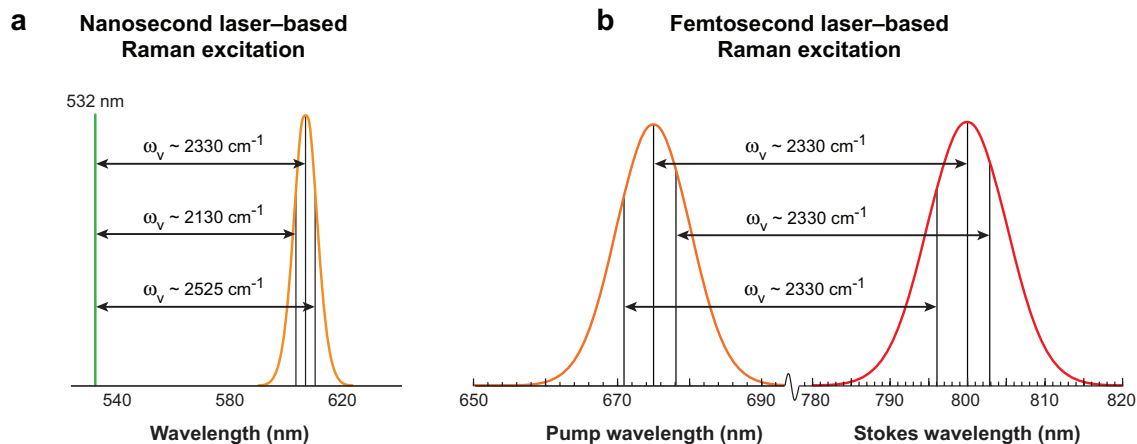 a
Nanosecond laser–based
Raman excitation
532 nm
ωv ~ 2330 cm-1
ωv ~ 2130 cm-1
ωv ~ 2525 cm-1
540
580
620
Wavelength (nm)
b
Femtosecond laser–based
Raman excitation
ωv ~ 2330 cm-1
ωv ~ 2330 cm-1
ωv ~ 2330 cm-1
650
670
690
780
790
800
810
820
Pump wavelength (nm)
Stokes wavelength (nm)